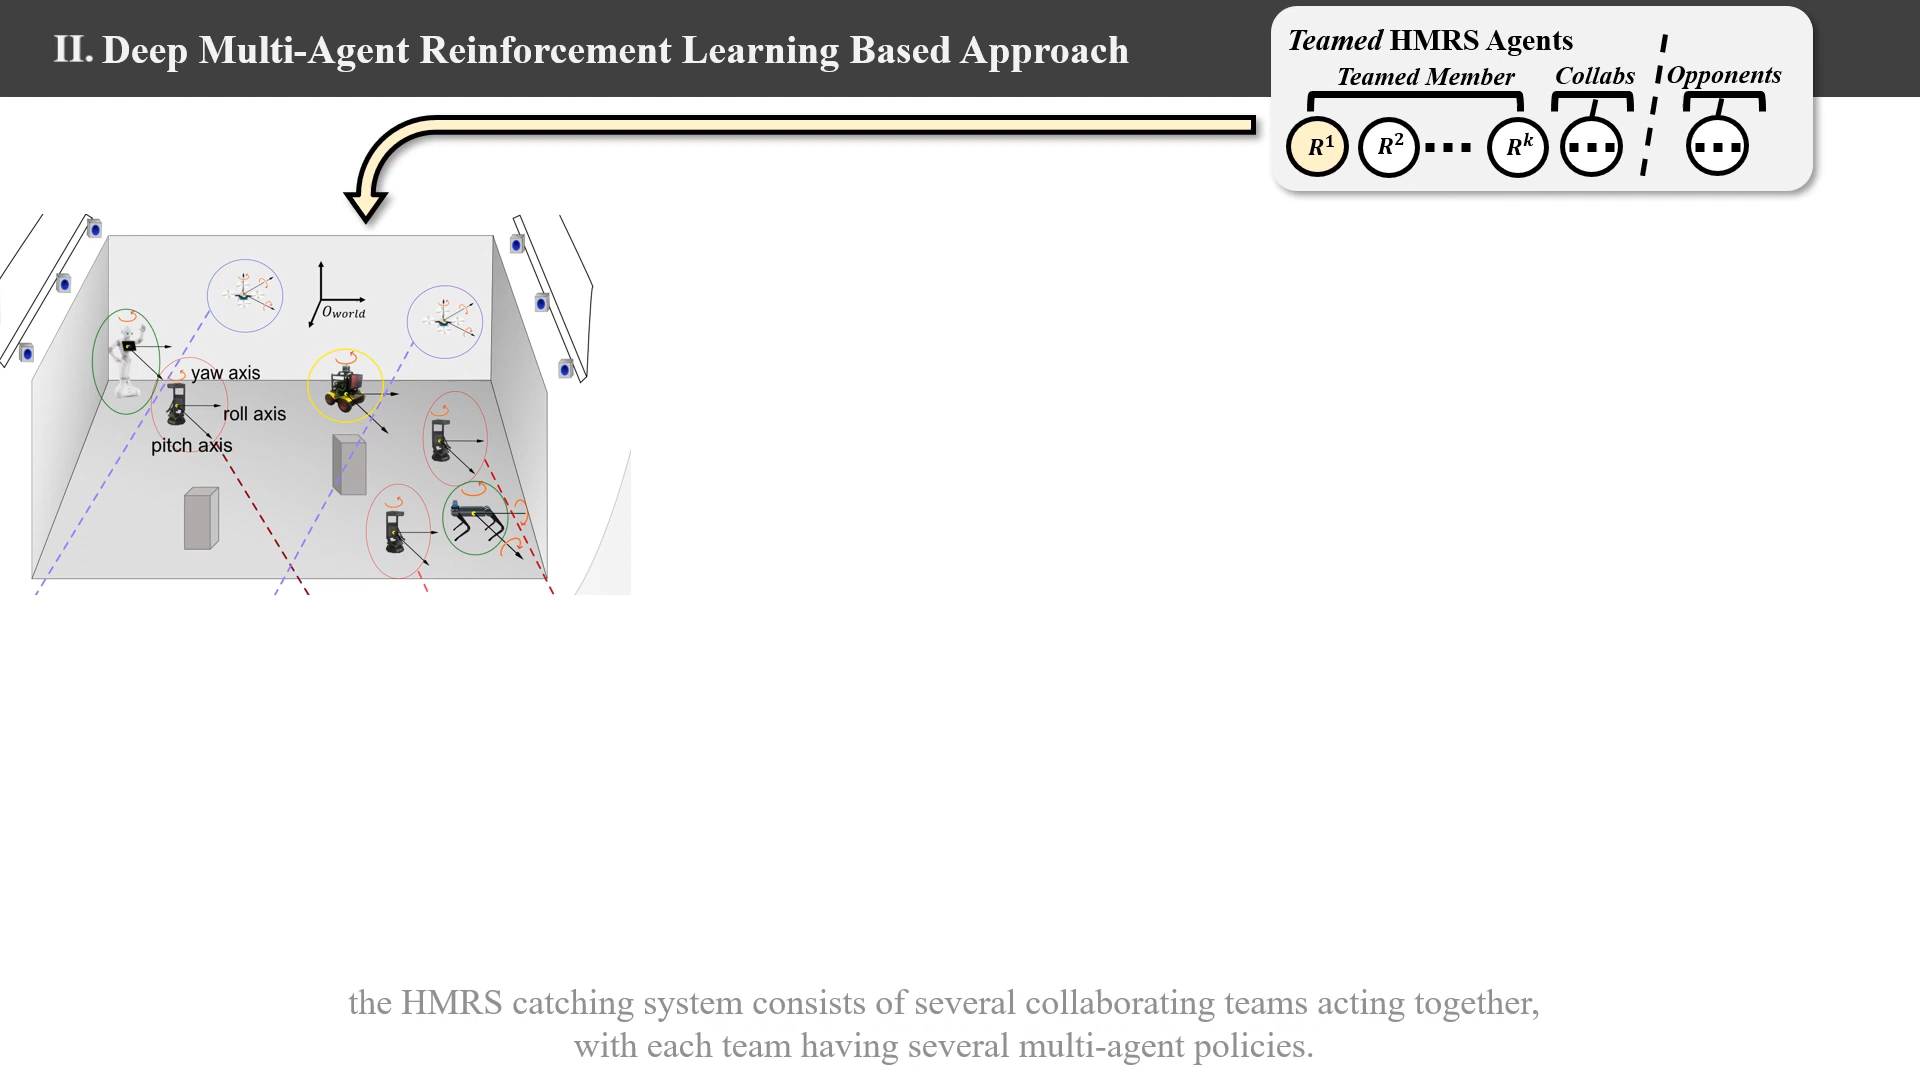 II. Deep Multi-Agent Reinforcement Learning Based Approach
Teamed HMRS Agents
Teamed Member Collabs Opponents
R¹ R² ... Rᵏ ... ...
O_world
yaw axis
roll axis
pitch axis
the HMRS catching system consists of several collaborating teams acting together,
with each team having several multi-agent policies.